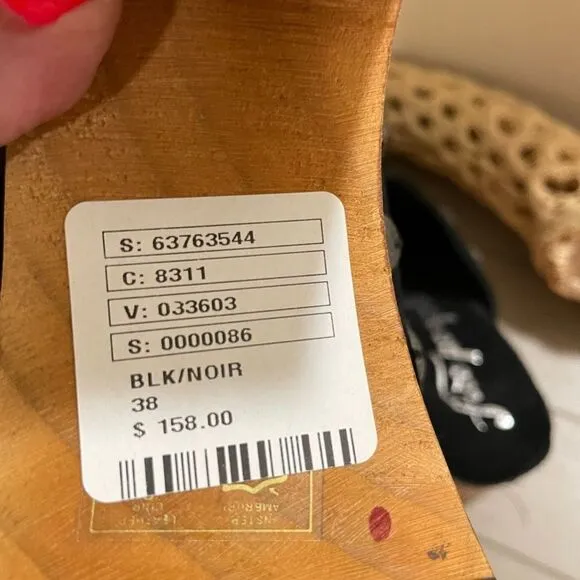 S: 63763544
C: 8311
V: 033603
S: 0000086
BLK/NOIR
38
$ 158.00